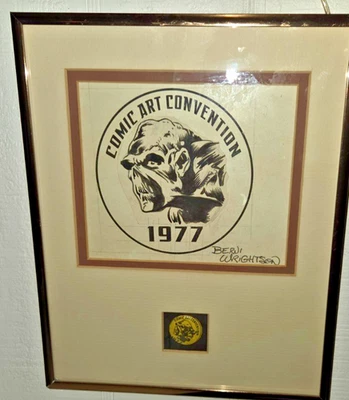 COMIC ART CONVENTION
1977
BERNI
WRIGHTSON